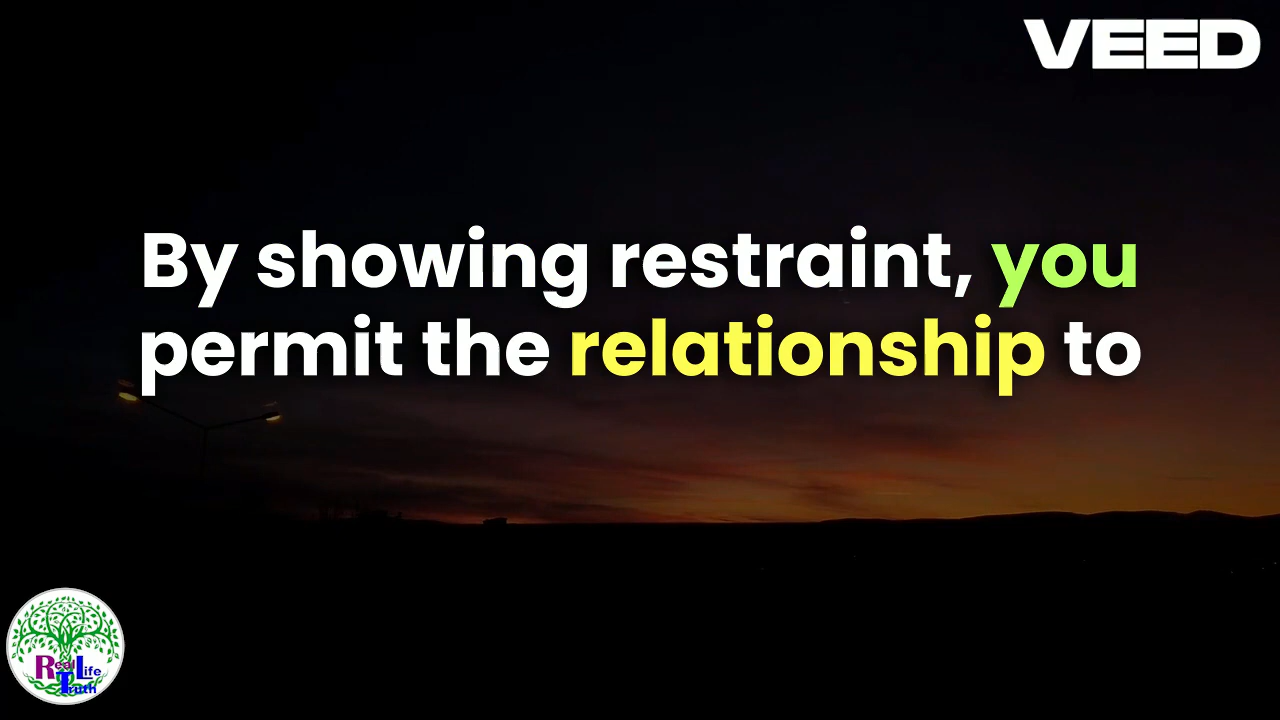 VEED
By showing restraint, you
permit the relationship to
Real Life
Truth